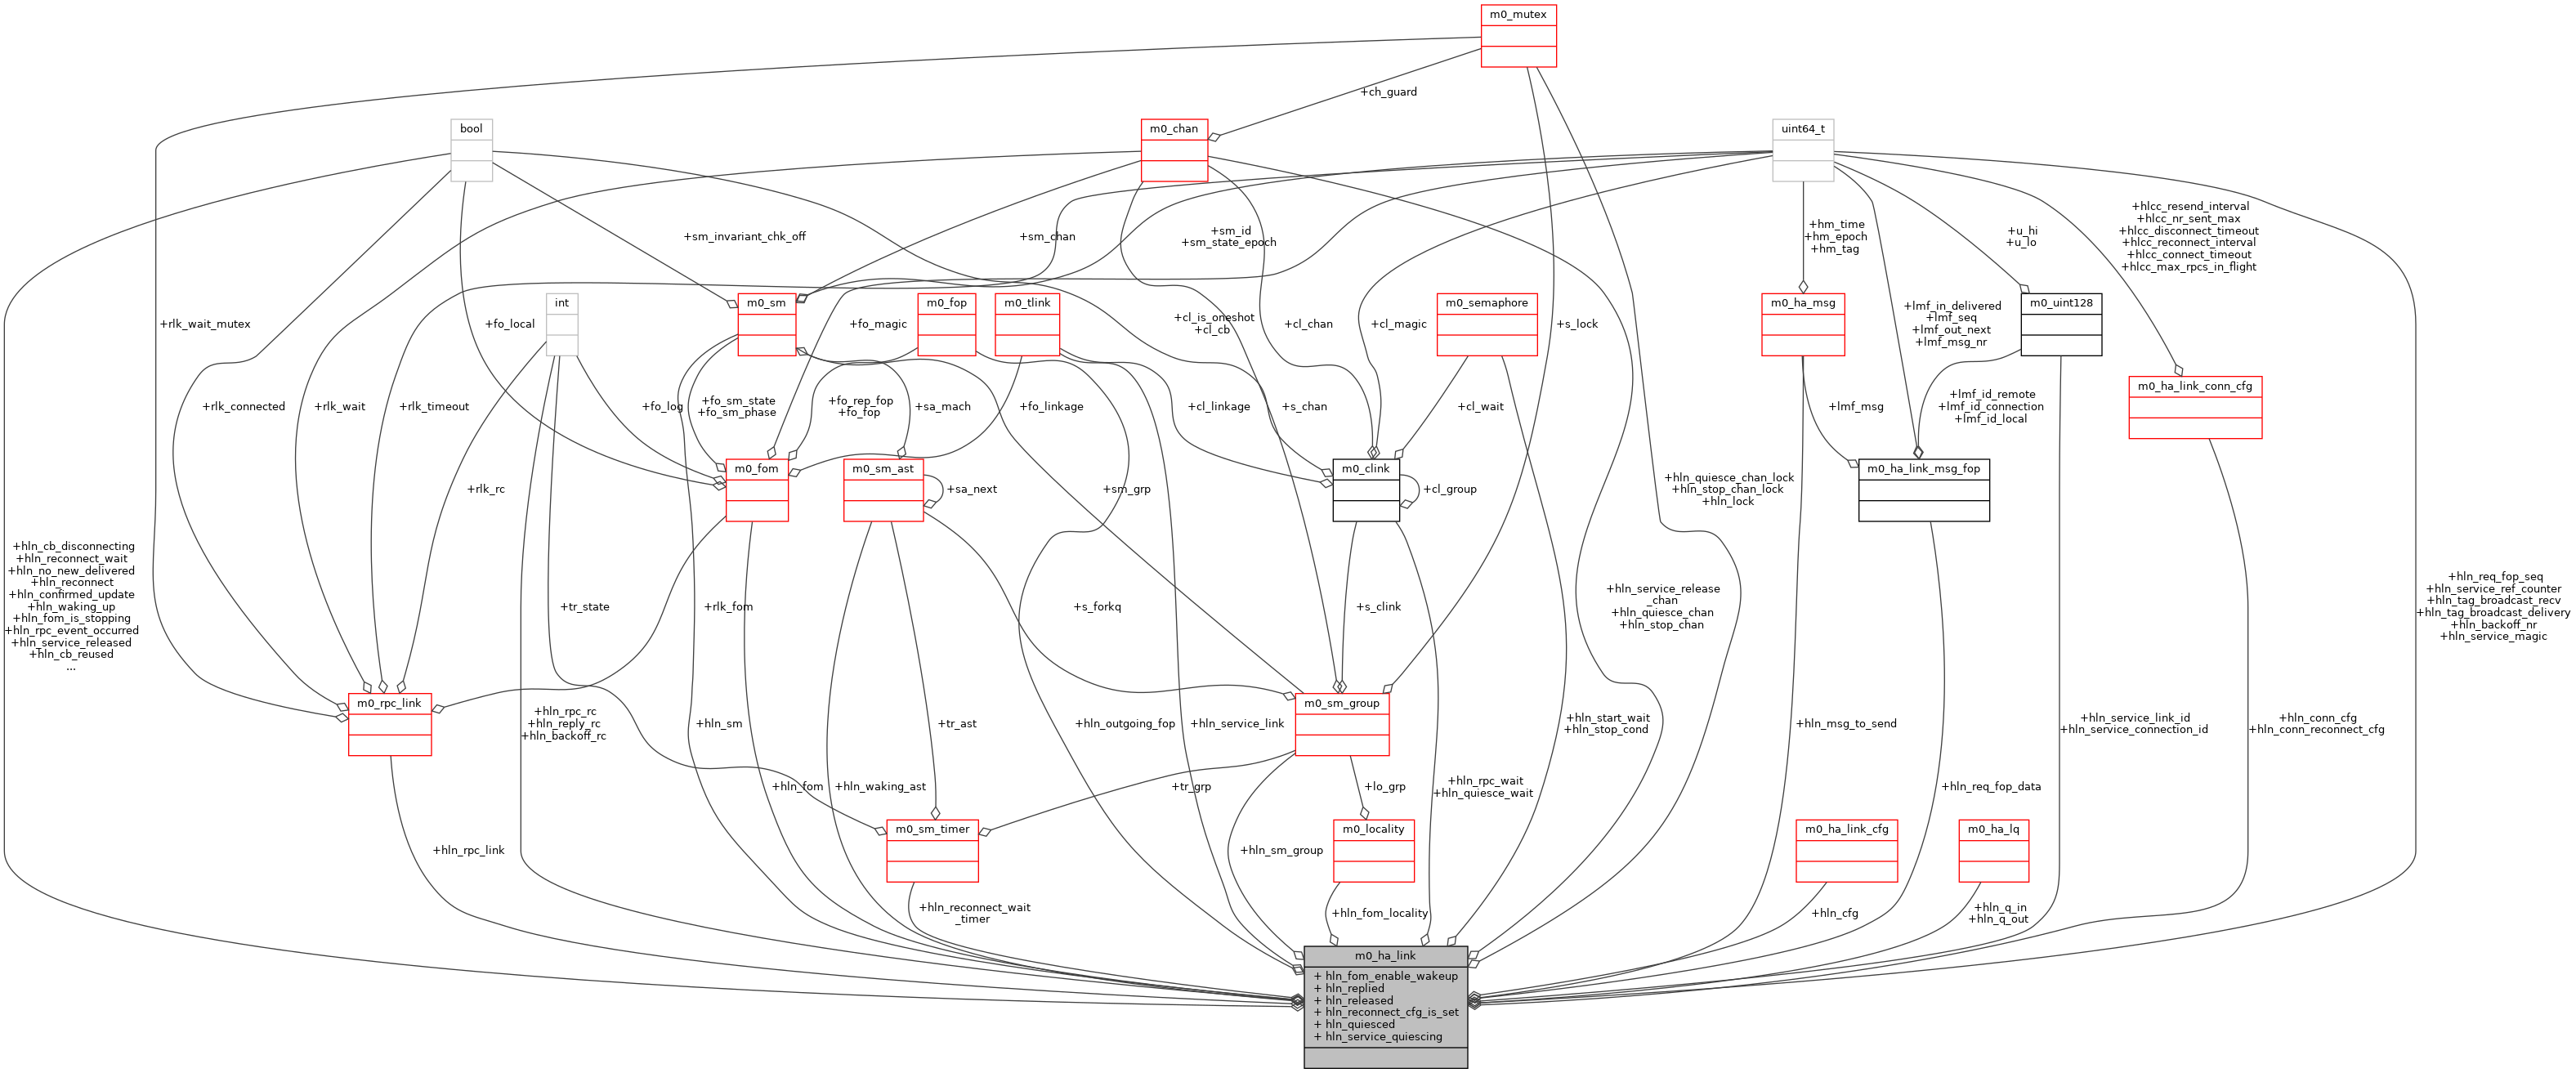 m0_mutex
+ch_guard
bool
m0_chan
uint64_t
+hlcc_resend_interval
+hlcc_nr_sent_max
+hlcc_disconnect_timeout
+hlcc_reconnect_interval
+hlcc_connect_timeout
+hlcc_max_rpcs_in_flight
+hm_time
+hm_epoch
+hm_tag
+sm_invariant_chk_off
+sm_chan
+sm_id
+sm_state_epoch
+u_hi
+u_lo
int
m0_sm
m0_fop
m0_tlink
m0_semaphore
m0_ha_msg
m0_uint128
+rlk_wait_mutex
+fo_local
+fo_magic
+cl_is_oneshot
+cl_cb
+cl_chan
+cl_magic
+s_lock
+lmf_in_delivered
+lmf_seq
+lmf_out_next
+lmf_msg_nr
m0_ha_link_conn_cfg
+rlk_connected
+rlk_wait
+rlk_timeout
+fo_log
+fo_sm_state
+fo_sm_phase
+fo_rep_fop
+fo_fop
+sa_mach
+fo_linkage
+cl_linkage
+s_chan
+cl_wait
+lmf_msg
+lmf_id_remote
+lmf_id_connection
+lmf_id_local
m0_fom
m0_sm_ast
m0_clink
m0_ha_link_msg_fop
+rlk_rc
+sa_next
+sm_grp
+cl_group
+hln_quiesce_chan_lock
+hln_stop_chan_lock
+hln_lock
+hln_cb_disconnecting
+hln_reconnect_wait
+hln_no_new_delivered
+hln_reconnect
+hln_confirmed_update
+hln_waking_up
+hln_fom_is_stopping
+hln_rpc_event_occurred
+hln_service_released
+hln_cb_reused
...
+tr_state
+rlk_fom
+s_forkq
+s_clink
+hln_service_release
_chan
+hln_quiesce_chan
+hln_stop_chan
+hln_req_fop_seq
+hln_service_ref_counter
+hln_tag_broadcast_recv
+hln_tag_broadcast_delivery
+hln_backoff_nr
+hln_service_magic
m0_rpc_link
m0_sm_group
+hln_rpc_rc
+hln_reply_rc
+hln_backoff_rc
+hln_sm
+tr_ast
+hln_outgoing_fop
+hln_service_link
+hln_start_wait
+hln_stop_cond
+hln_msg_to_send
+hln_service_link_id
+hln_service_connection_id
+hln_conn_cfg
+hln_conn_reconnect_cfg
+hln_fom
+hln_waking_ast
+tr_grp
+lo_grp
+hln_rpc_wait
+hln_quiesce_wait
+hln_req_fop_data
m0_sm_timer
m0_locality
m0_ha_link_cfg
m0_ha_lq
+hln_rpc_link
+hln_sm_group
+hln_reconnect_wait
_timer
+hln_fom_locality
+hln_cfg
+hln_q_in
+hln_q_out
m0_ha_link
+ hln_fom_enable_wakeup
+ hln_replied
+ hln_released
+ hln_reconnect_cfg_is_set
+ hln_quiesced
+ hln_service_quiescing